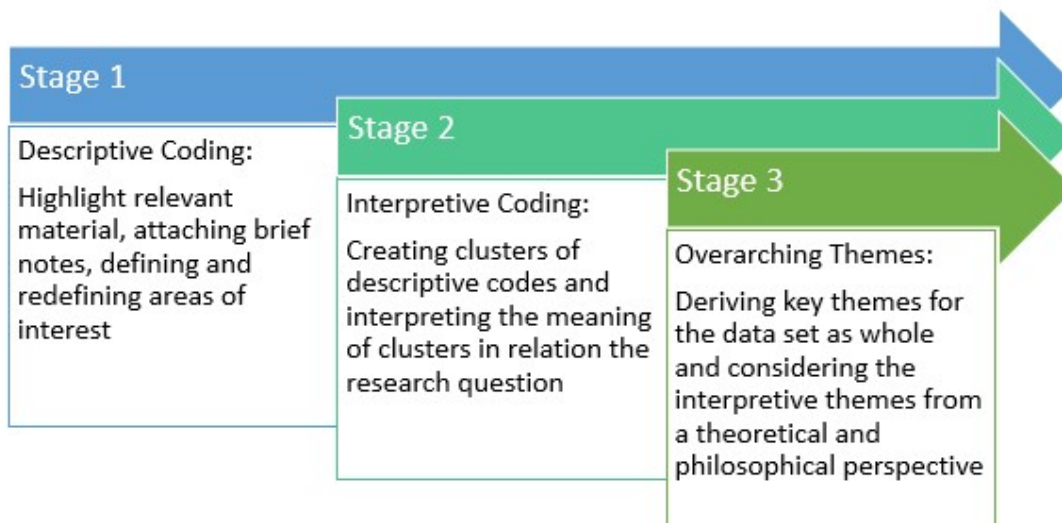 Stage 1
Descriptive Coding:
Highlight relevant
material, attaching brief
notes, defining and
redefining areas of
interest
Stage 2
Interpretive Coding:
Creating clusters of
descriptive codes and
interpreting the meaning
of clusters in relation the
research question
Stage 3
Overarching Themes:
Deriving key themes for
the data set as whole
and considering the
interpretive themes from
a theoretical and
philosophical perspective